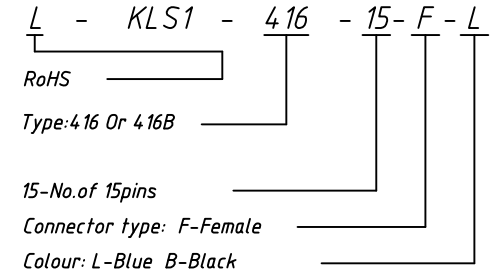 L - KLS1 - 416 - 15 - F - L
RoHS
Type:416 Or 416B
15-No.of 15pins
Connector type: F-Female
Colour: L-Blue B-Black